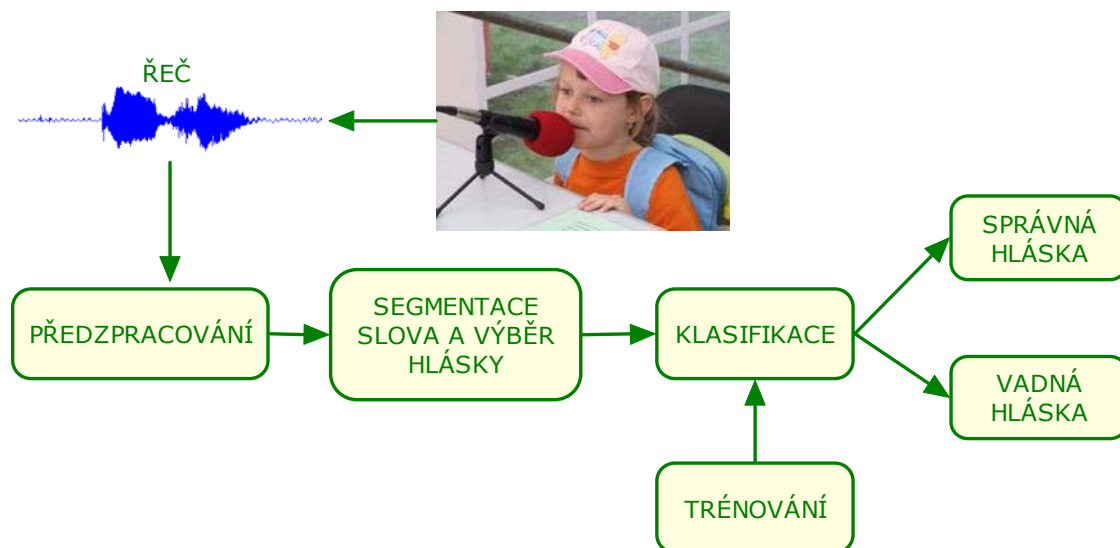 ŘEČ
PŘEDZPRACOVÁNÍ
SEGMENTACE
SLOVA A VÝBĚR
HLÁSKY
KLASIFIKACE
SPRÁVNÁ
HLÁSKA
VADNÁ
HLÁSKA
TRÉNOVÁNÍ